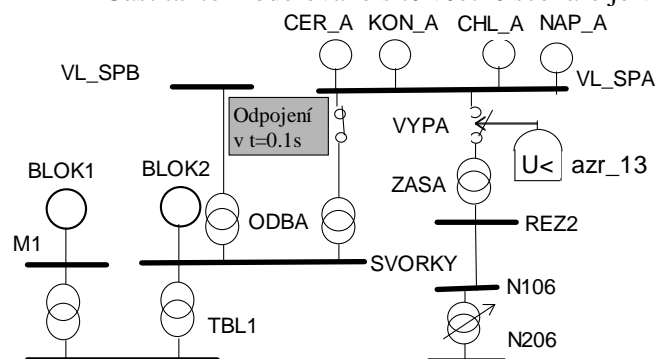 CER_A KON_A CHL_A NAP_A
VL_SPB
VL_SPA
Odpojení
v t=0.1s
VYPA
U< azr_13
BLOK1
BLOK2
ZASA
ODBA
REZ2
M1
SVORKY
N106
TBL1
N206